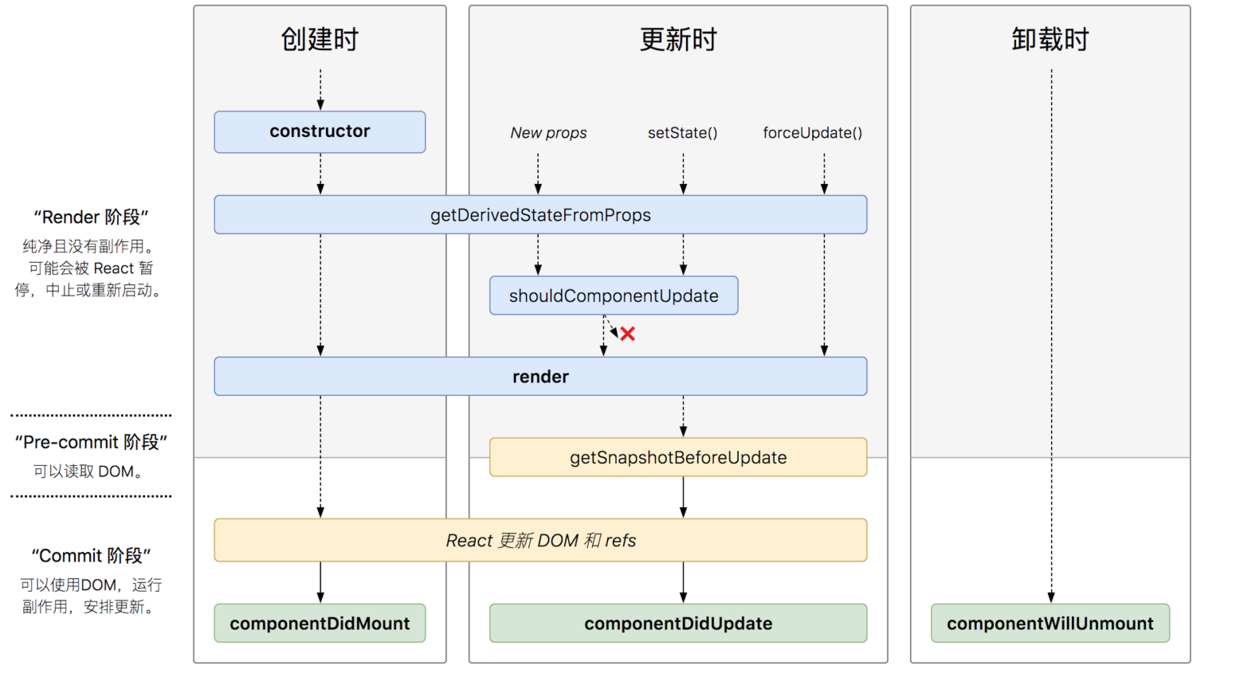 创建时
更新时
卸载时
constructor
New props
setState()
forceUpdate()
getDerivedStateFromProps
“Render 阶段”
纯净且没有副作用。
可能会被 React 暂
停，中止或重新启动。
shouldComponentUpdate
render
“Pre-commit 阶段”
可以读取 DOM。
getSnapshotBeforeUpdate
React 更新 DOM 和 refs
“Commit 阶段”
可以使用DOM，运行
副作用，安排更新。
componentDidMount
componentDidUpdate
componentWillUnmount